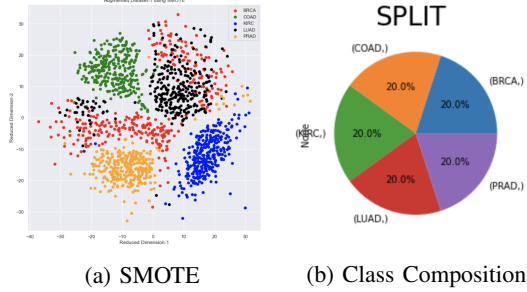 Augmented Dataset-1 using SMOTE
BRCA
COAD
KIRC
LUAD
PRAD
30
20
10
0
-10
-20
-30
Reduced Dimension-2
-40
-30
-20
-10
0
10
20
30
Reduced Dimension-1
(a) SMOTE
SPLIT
(COAD,)
(BRCA,)
20.0%
20.0%
(KIRC,)
None
20.0%
20.0%
20.0%
(PRAD,)
(LUAD,)
(b) Class Composition